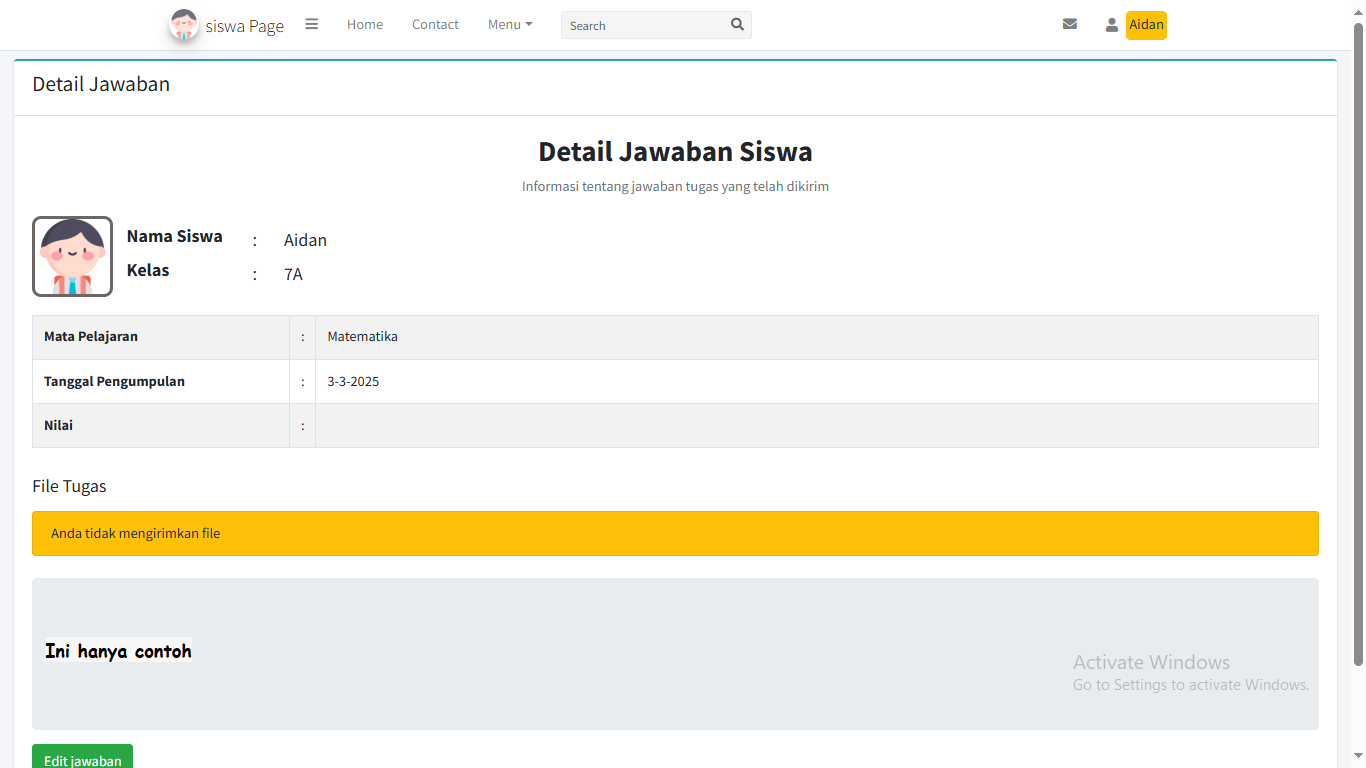 siswa Page Home Contact Menu Search Aidan
Detail Jawaban
Detail Jawaban Siswa
Informasi tentang jawaban tugas yang telah dikirim
Nama Siswa : Aidan
Kelas : 7A
Mata Pelajaran : Matematika
Tanggal Pengumpulan : 3-3-2025
Nilai :
File Tugas
Anda tidak mengirimkan file
Ini hanya contoh
Activate Windows
Go to Settings to activate Windows.
Edit jawaban